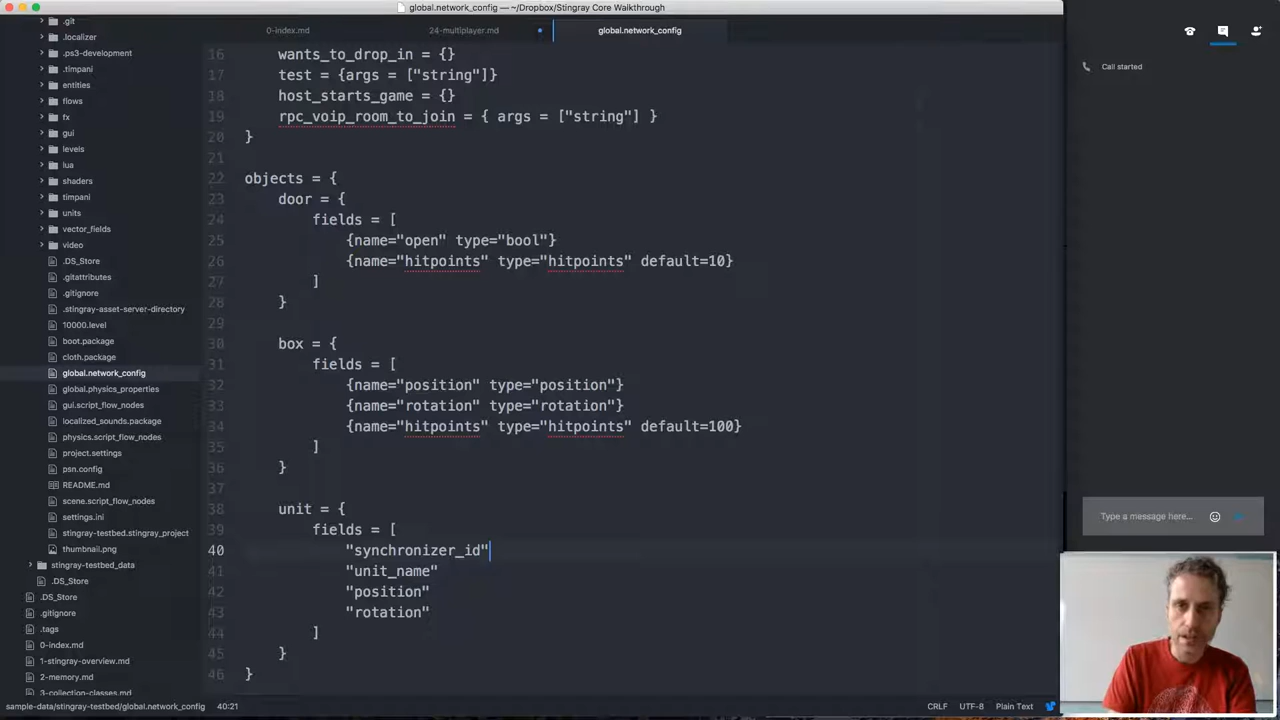 global.network_config — ~/Dropbox/Stingray Core Walkthrough
0-index.md
24-multiplayer.md
global.network_config
.git
.localizer
.ps3-development
.timpani
entities
flows
fx
gui
levels
lua
shaders
timpani
units
vector_fields
video
.DS_Store
.gitattributes
.gitignore
.stingray-asset-server-directory
10000.level
boot.package
cloth.package
global.network_config
global.physics_properties
gui.script_flow_nodes
localized_sounds.package
physics.script_flow_nodes
project.settings
psn.config
README.md
scene.script_flow_nodes
settings.ini
stingray-testbed.stingray_project
thumbnail.png
stingray-testbed_data
.DS_Store
.DS_Store
.gitignore
.tags
0-index.md
1-stingray-overview.md
2-memory.md
3-collection-classes.md
16 wants_to_drop_in = {}
17 test = {args = ["string"]}
18 host_starts_game = {}
19 rpc_voip_room_to_join = { args = ["string"] }
20 }
21
22 objects = {
23 door = {
24 fields = [
25 {name="open" type="bool"}
26 {name="hitpoints" type="hitpoints" default=10}
27 ]
28 }
29
30 box = {
31 fields = [
32 {name="position" type="position"}
33 {name="rotation" type="rotation"}
34 {name="hitpoints" type="hitpoints" default=100}
35 ]
36 }
37
38 unit = {
39 fields = [
40 "synchronizer_id"
41 "unit_name"
42 "position"
43 "rotation"
44 ]
45 }
46 }
sample-data/stingray-testbed/global.network_config 40:21
CRLF UTF-8 Plain Text
Call started
Type a message here...